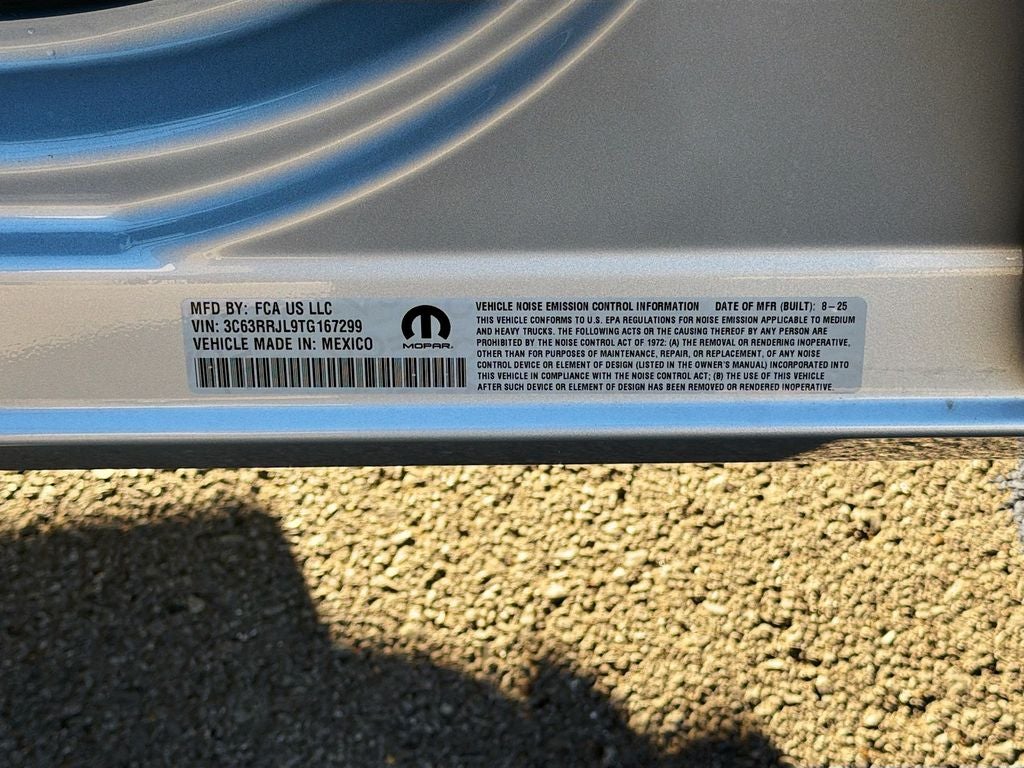 MFD BY: FCA US LLC
VIN: 3C63RRJL9TG167299
VEHICLE MADE IN: MEXICO
MOPAR
VEHICLE NOISE EMISSION CONTROL INFORMATION DATE OF MFR (BUILT): 8-25
THIS VEHICLE CONFORMS TO U.S. EPA REGULATIONS FOR NOISE EMISSION APPLICABLE TO MEDIUM
AND HEAVY TRUCKS. THE FOLLOWING ACTS OR THE CAUSING THEREOF BY ANY PERSON ARE
PROHIBITED BY THE NOISE CONTROL ACT OF 1972: (A) THE REMOVAL OR RENDERING INOPERATIVE,
OTHER THAN FOR PURPOSES OF MAINTENANCE, REPAIR, OR REPLACEMENT, OF ANY NOISE
CONTROL DEVICE OR ELEMENT OF DESIGN (LISTED IN THE OWNER'S MANUAL) INCORPORATED INTO
THIS VEHICLE IN COMPLIANCE WITH THE NOISE CONTROL ACT; (B) THE USE OF THIS VEHICLE
AFTER SUCH DEVICE OR ELEMENT OF DESIGN HAS BEEN REMOVED OR RENDERED INOPERATIVE.